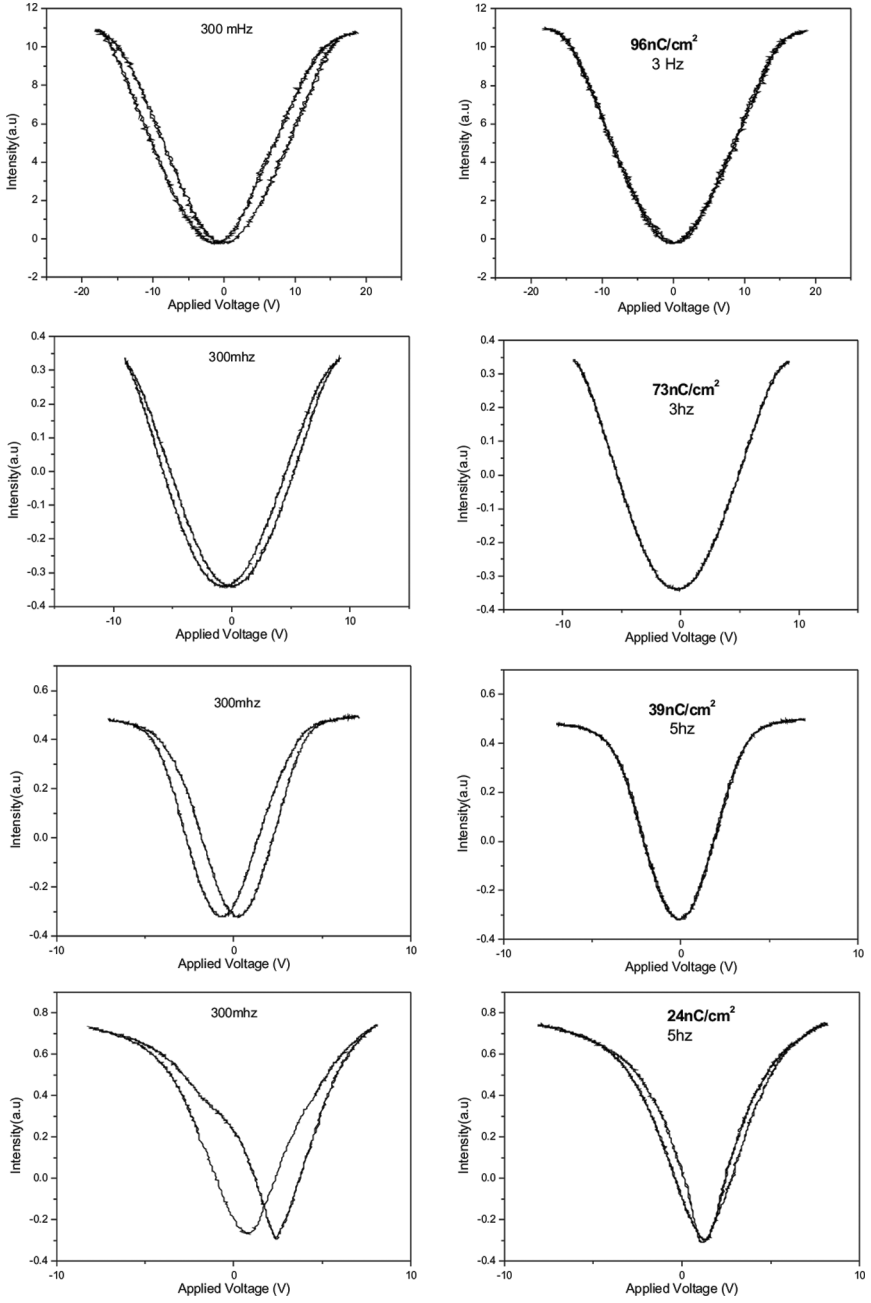 12
10
8
6
4
2
0
-2
Intensity(a.u)
300 mHz
-20 -10 0 10 20
Applied Voltage (V)
12
10
8
6
4
2
0
-2
Intensity (a.u)
96nC/cm²
3 Hz
-20 -10 0 10 20
Applied Voltage (V)
0.4
0.3
0.2
0.1
0.0
-0.1
-0.2
-0.3
-0.4
Intensity(a.u)
300mhz
-10 0 10
Applied Voltage (V)
0.4
0.3
0.2
0.1
0.0
-0.1
-0.2
-0.3
-0.4
Intensity(a.u)
73nC/cm²
3hz
-10 0 10
Applied Voltage (V)
0.6
0.4
0.2
0.0
-0.2
-0.4
Intensity(a.u)
300mhz
-10 0 10
Applied Voltage (V)
0.6
0.4
0.2
0.0
-0.2
-0.4
Intensity(a.u)
39nC/cm²
5hz
-10 0 10
Applied Voltage (V)
0.8
0.6
0.4
0.2
0.0
-0.2
-0.4
Intensity(a.u)
300mhz
-10 0 10
Applied Voltage (V)
0.8
0.6
0.4
0.2
0.0
-0.2
-0.4
Intensity(a.u)
24nC/cm²
5hz
-10 0 10
Applied Voltage (V)